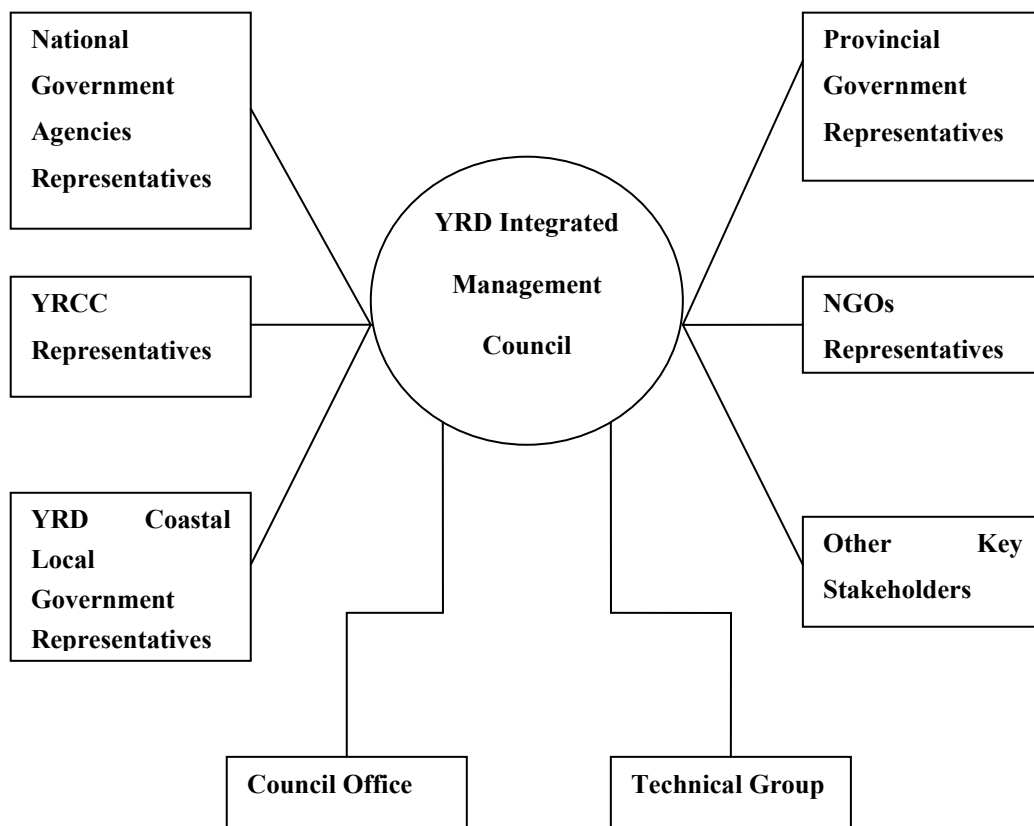 National
Government
Agencies
Representatives
Provincial
Government
Representatives
YRD Integrated
Management
Council
YRCC
Representatives
NGOs
Representatives
YRD Coastal
Local
Government
Representatives
Other Key
Stakeholders
Council Office
Technical Group